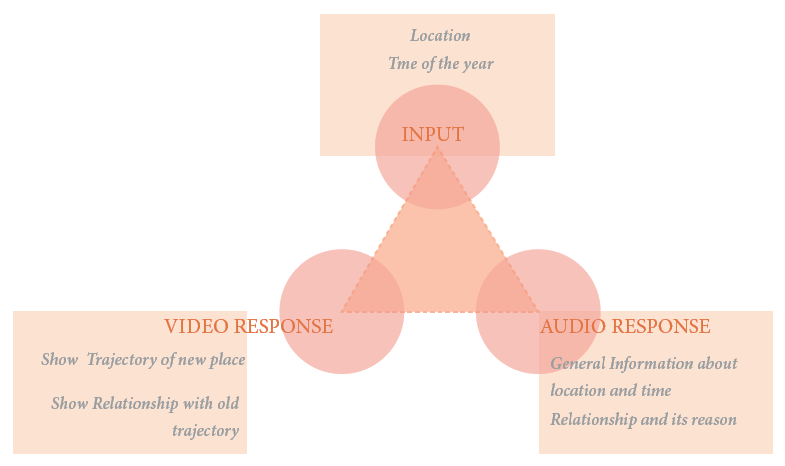 Location
Tme of the year
INPUT
VIDEO RESPONSE
Show Trajectory of new place
Show Relationship with old
trajectory
AUDIO RESPONSE
General Information about
location and time
Relationship and its reason